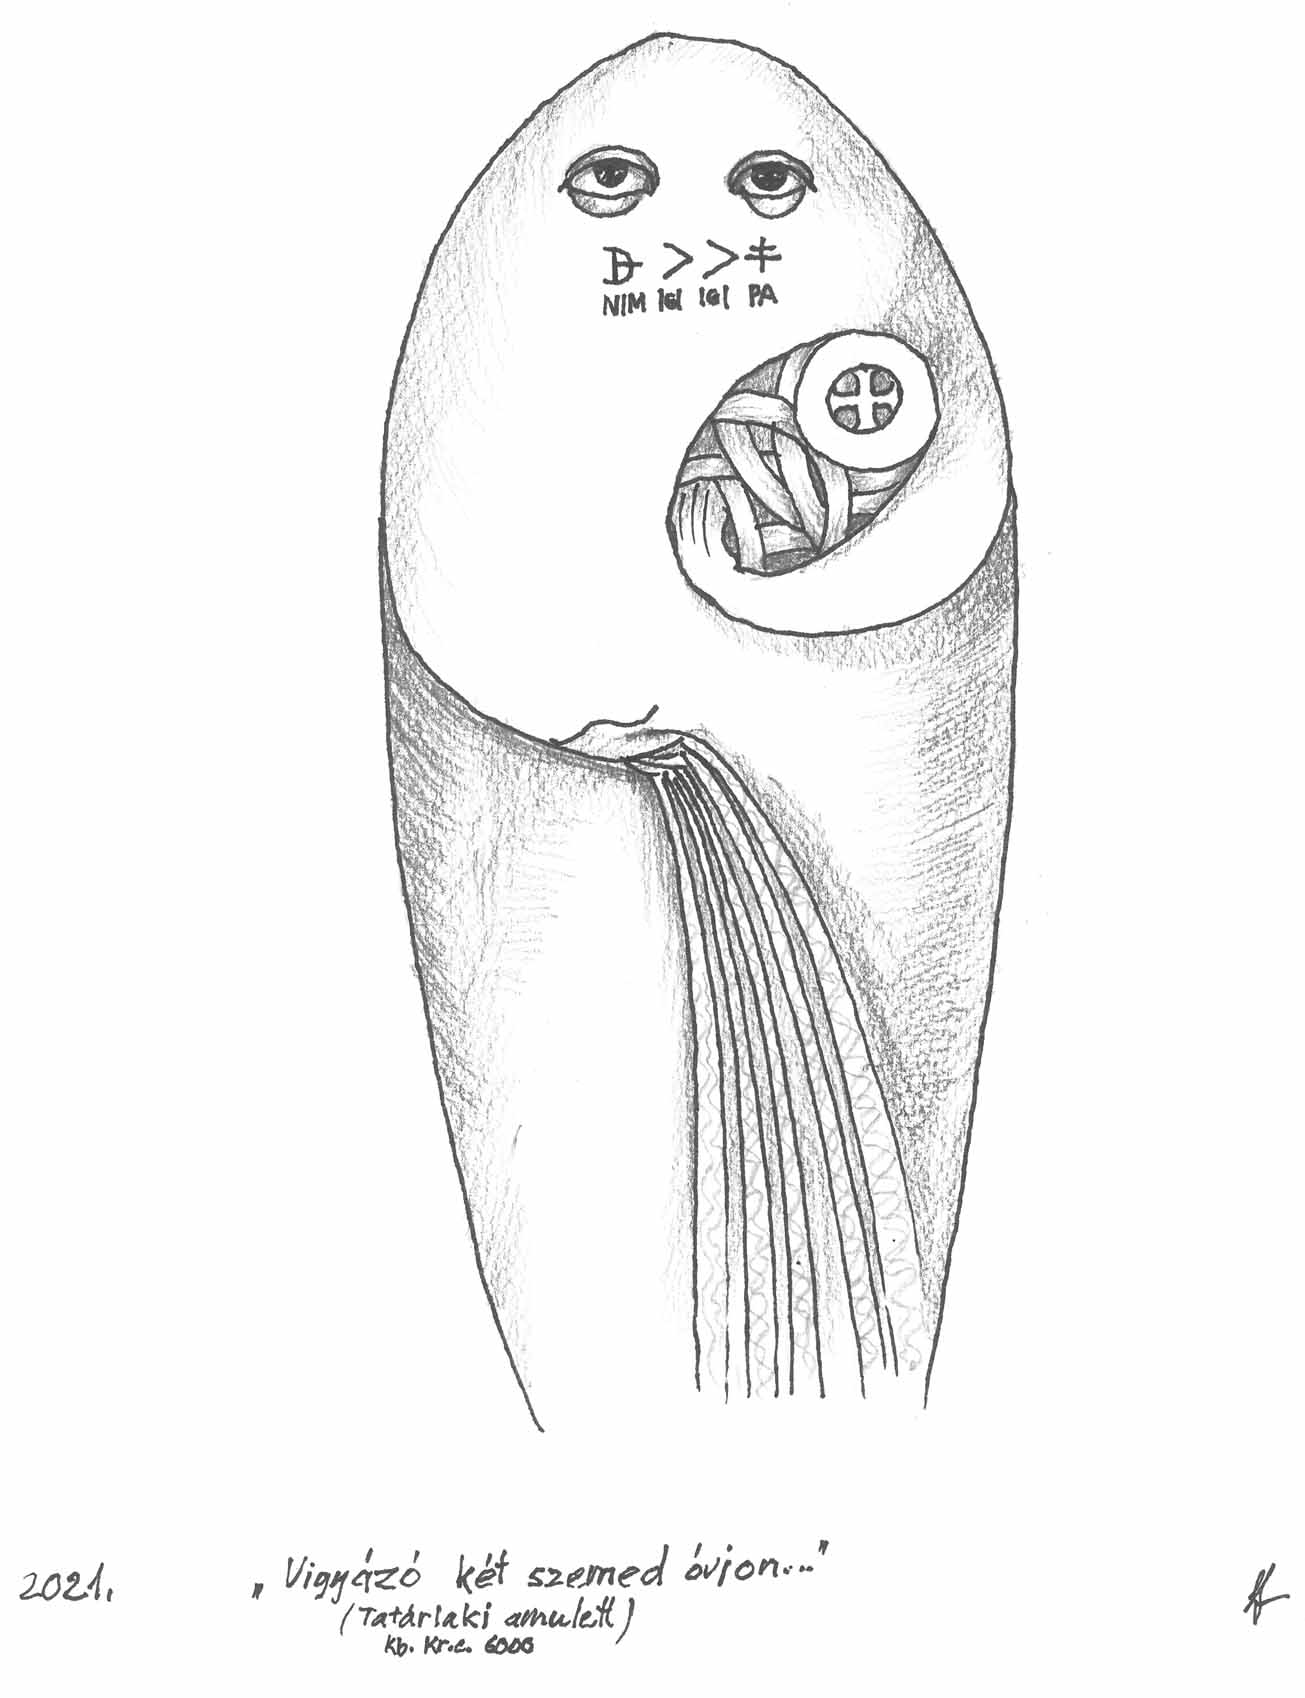 NIM IGI IGI PA
2021.
„Vigyázó két szemed óvjon..."
(Tatárlaki amulett)
Kb. Kr.e. 6000